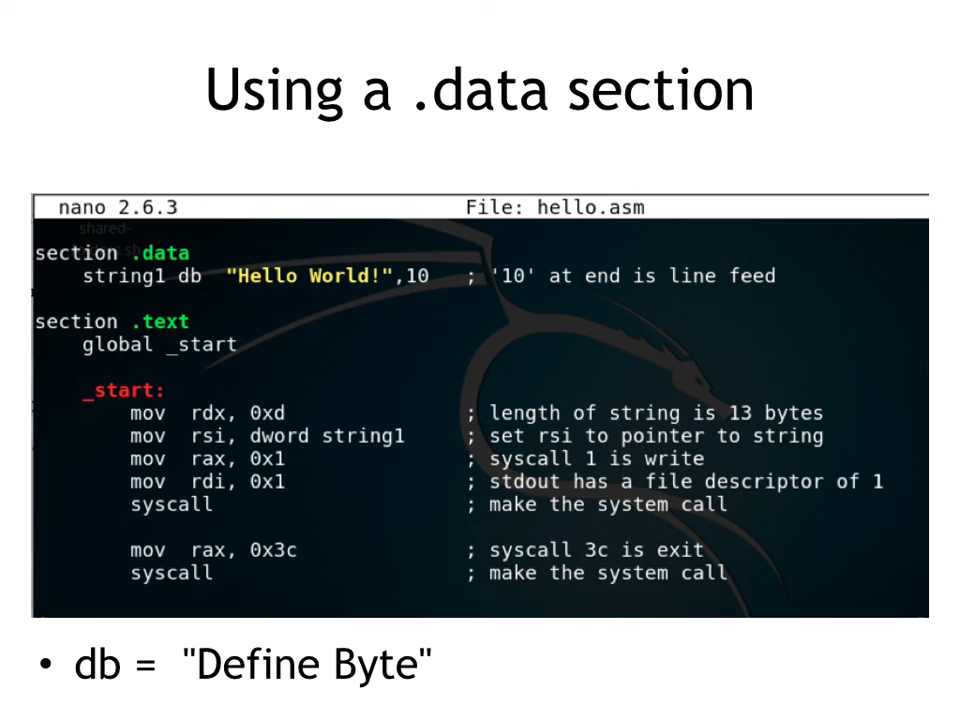 Using a .data section
nano 2.6.3 File: hello.asm
shared-
section .data
string1 db "Hello World!",10 ; '10' at end is line feed
section .text
global _start
_start:
mov rdx, 0xd ; length of string is 13 bytes
mov rsi, dword string1 ; set rsi to pointer to string
mov rax, 0x1 ; syscall 1 is write
mov rdi, 0x1 ; stdout has a file descriptor of 1
syscall ; make the system call
mov rax, 0x3c ; syscall 3c is exit
syscall ; make the system call
• db = "Define Byte"